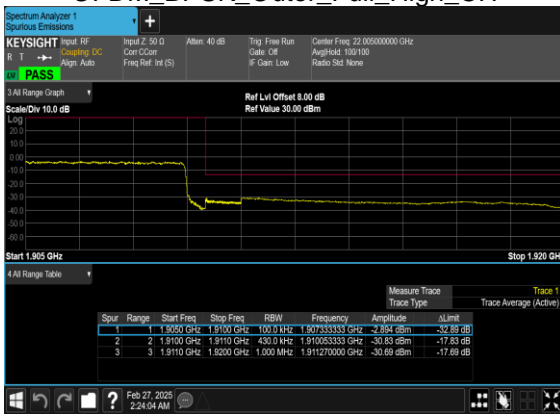 Spectrum Analyzer 1
Spurious Emissions
KEYSIGHT Input: RF Input Z: 50 Ω Atten: 40 dB Trig: Free Run Center Freq: 22.005000000 GHz
R T Coupling: DC Corr CCorr Gate: Off Avg|Hold: 100/100
Align: Auto Freq Ref: Int (S) IF Gain: Low Radio Std: None
PASS
3 All Range Graph
Ref Lvl Offset 8.00 dB
Scale/Div 10.0 dB Ref Value 30.00 dBm
Log
20.0
10.0
0.00
-10.0
-20.0
-30.0
-40.0
-50.0
-60.0
Start 1.905 GHz Stop 1.920 GH
4 All Range Table
Measure Trace Trace 1
Trace Type Trace Average (Active)
Spur Range Start Freq Stop Freq RBW Frequency Amplitude ΔLimit
1 1 1.9050 GHz 1.9100 GHz 100.0 kHz 1.907333333 GHz -2.894 dBm -32.89 dB
2 2 1.9100 GHz 1.9110 GHz 430.0 kHz 1.910053333 GHz -30.83 dBm -17.83 dB
3 3 1.9110 GHz 1.9200 GHz 1.000 MHz 1.911270000 GHz -30.69 dBm -17.69 dB
Feb 27, 2025
2:24:04 AM